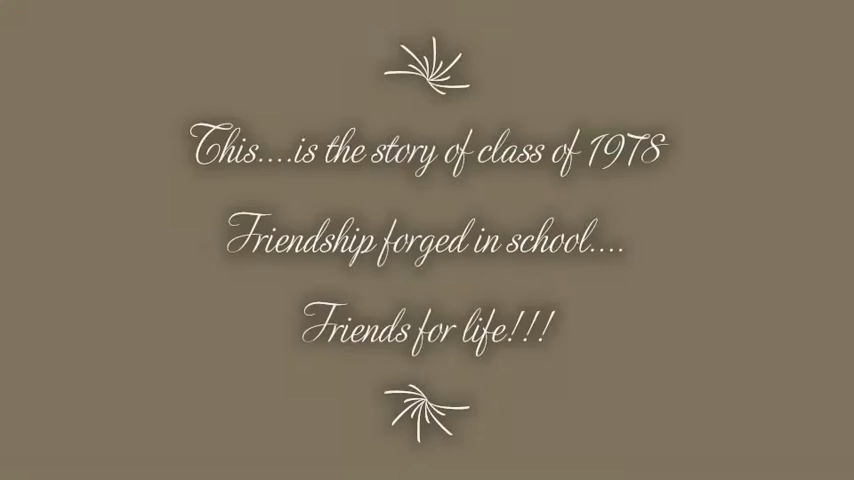 This....is the story of class of 1978
Friendship forged in school....
Friends for life!!!